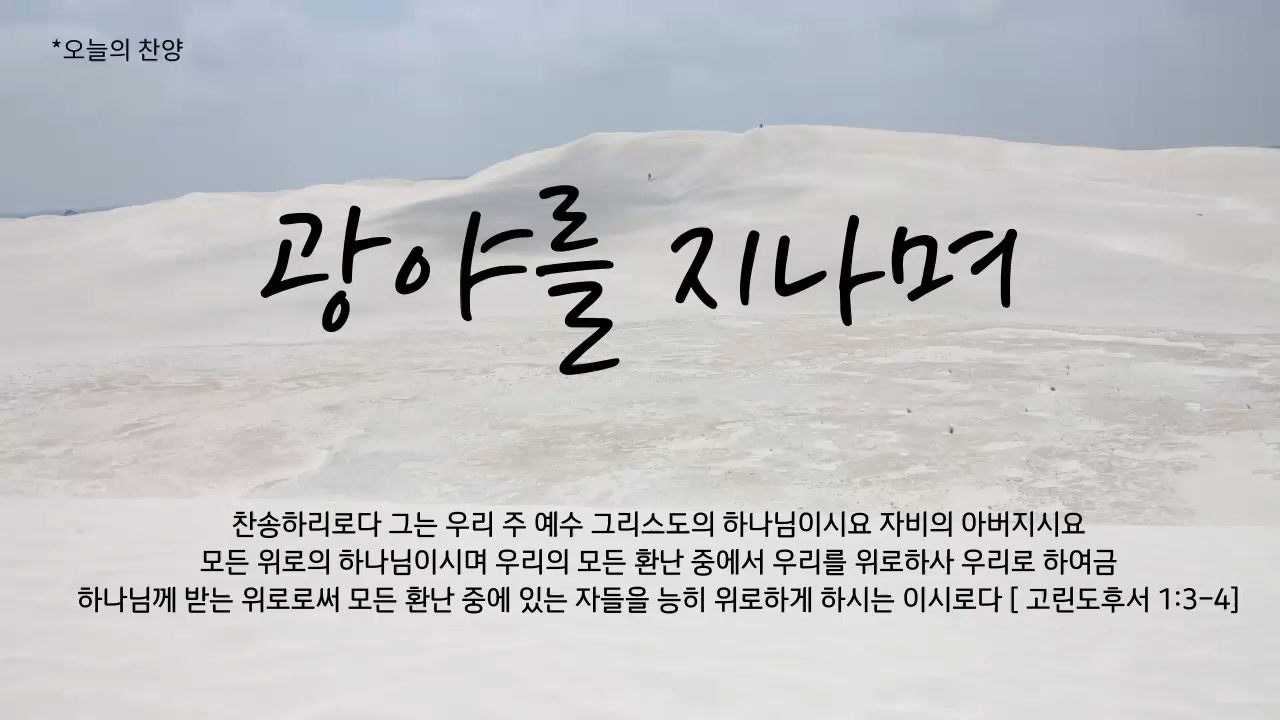 *오늘의 찬양
광야를 지나며
찬송하리로다 그는 우리 주 예수 그리스도의 하나님이시요 자비의 아버지시요
모든 위로의 하나님이시며 우리의 모든 환난 중에서 우리를 위로하사 우리로 하여금
하나님께 받는 위로로써 모든 환난 중에 있는 자들을 능히 위로하게 하시는 이시로다 [ 고린도후서 1:3-4]